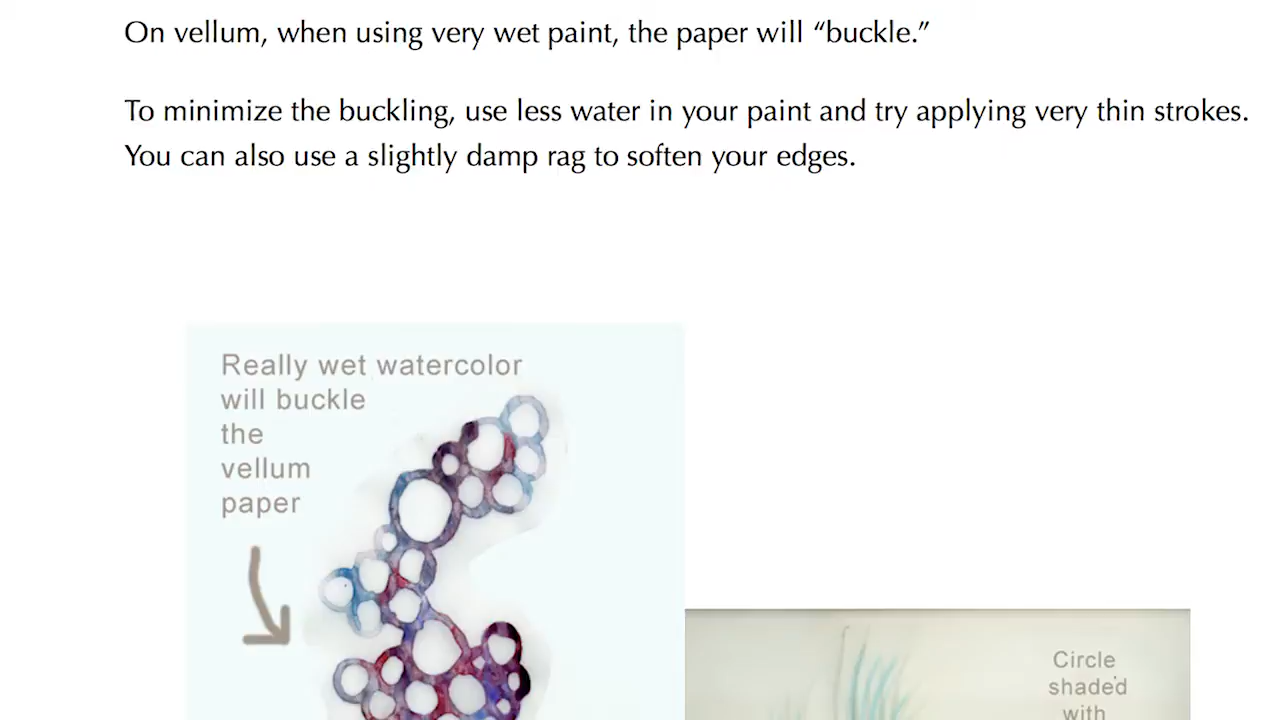 On vellum, when using very wet paint, the paper will “buckle.”
To minimize the buckling, use less water in your paint and try applying very thin strokes.
You can also use a slightly damp rag to soften your edges.
Really wet watercolor
will buckle
the
vellum
paper
Circle
shaded
with